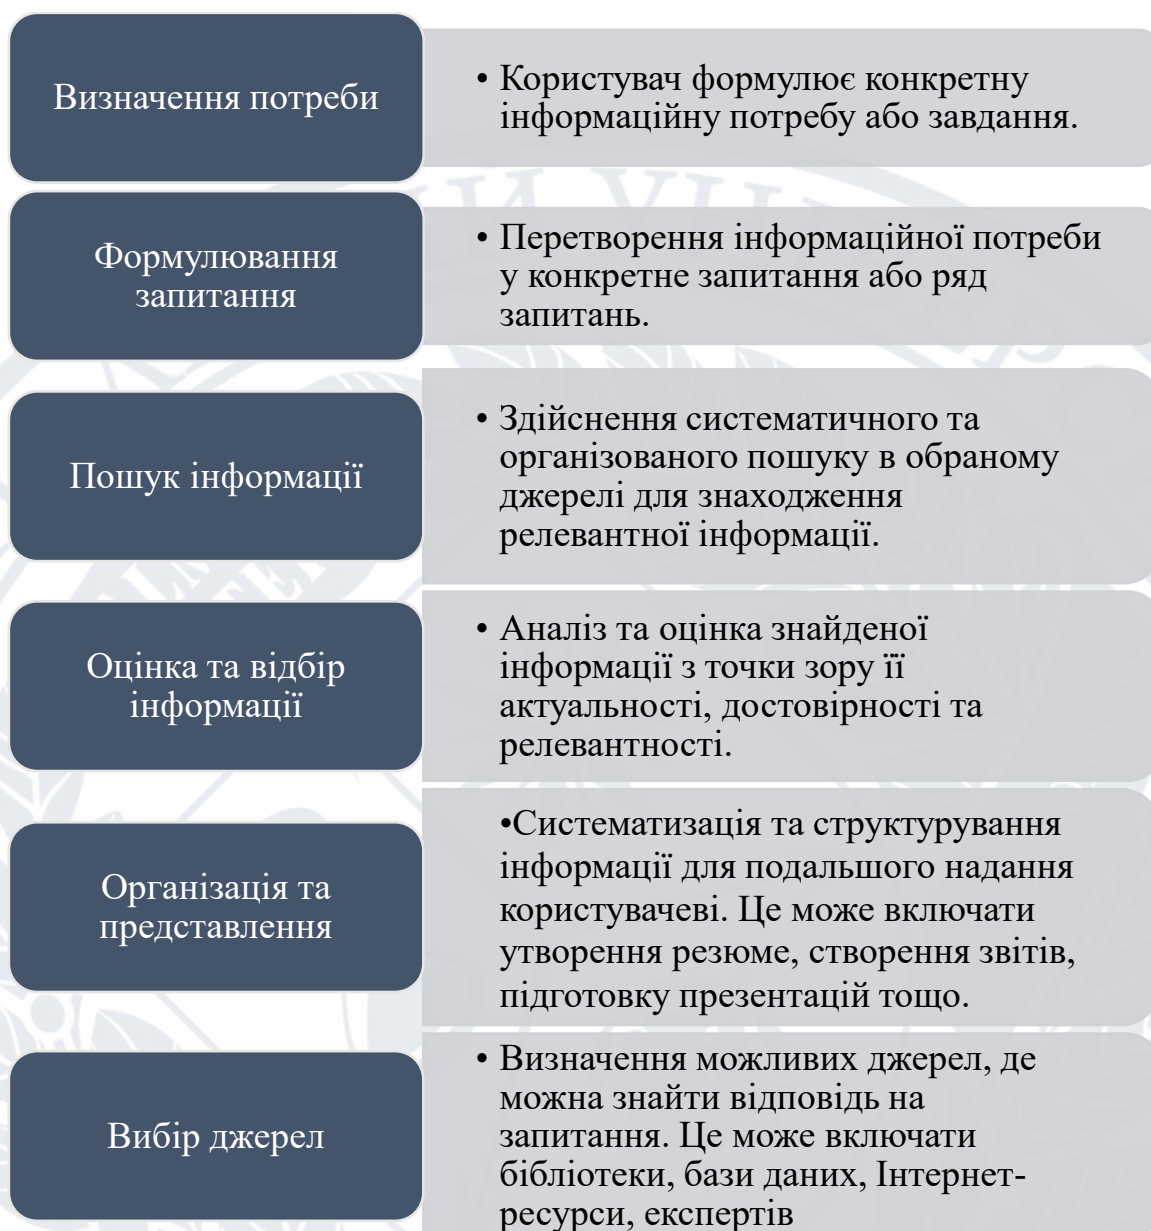 Визначення потреби
• Користувач формулює конкретну
інформаційну потребу або завдання.
Формулювання
запитання
• Перетворення інформаційної потреби
у конкретне запитання або ряд
запитань.
Пошук інформації
• Здійснення систематичного та
організованого пошуку в обраному
джерелі для знаходження
релевантної інформації.
Оцінка та відбір
інформації
• Аналіз та оцінка знайденої
інформації з точки зору її
актуальності, достовірності та
релевантності.
Організація та
представлення
•Систематизація та структурування
інформації для подальшого надання
користувачеві. Це може включати
утворення резюме, створення звітів,
підготовку презентацій тощо.
Вибір джерел
• Визначення можливих джерел, де
можна знайти відповідь на
запитання. Це може включати
бібліотеки, бази даних, Інтернет-
ресурси, експертів